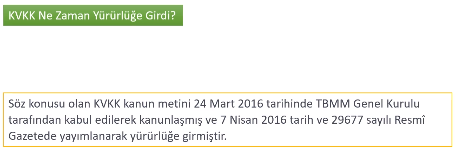 KVKK Ne Zaman Yürürlüğe Girdi?
Söz konusu olan KVKK kanun metini 24 Mart 2016 tarihinde TBMM Genel Kurulu
tarafından kabul edilerek kanunlaşmış ve 7 Nisan 2016 tarih ve 29677 sayılı Resmî
Gazetede yayımlanarak yürürlüğe girmiştir.